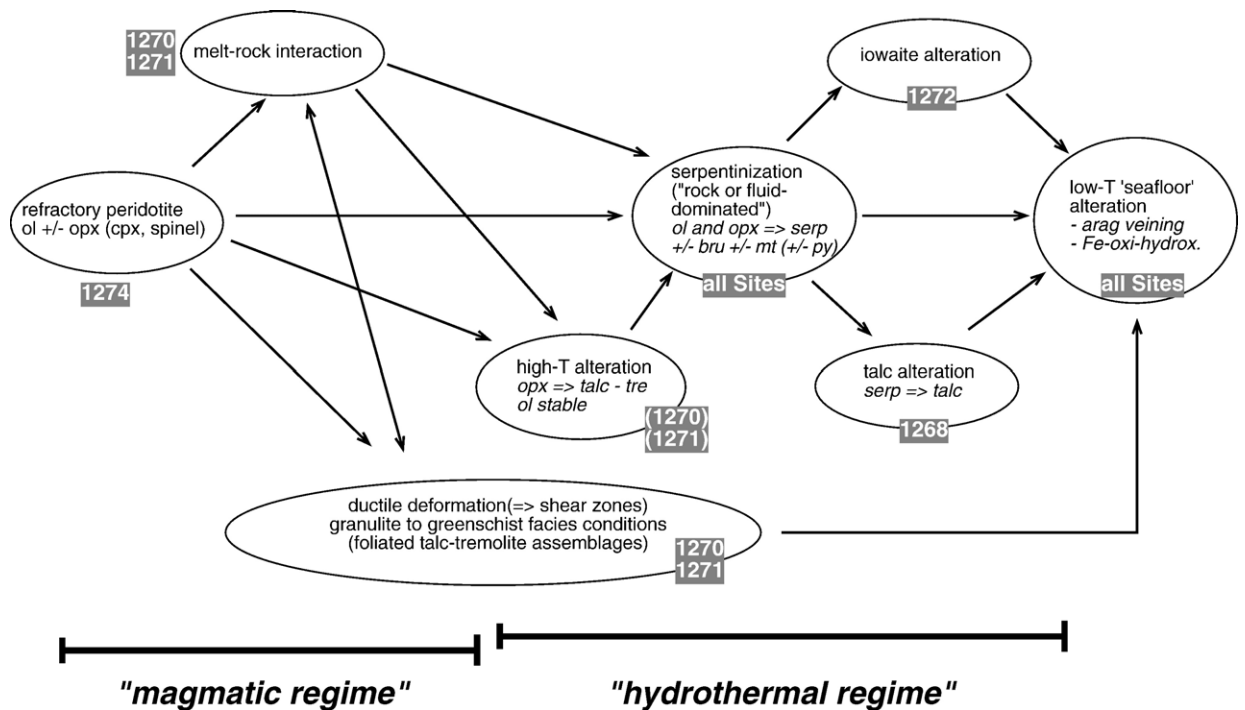 1270
1271
melt-rock interaction
iowaite alteration
1272
refractory peridotite
ol +/- opx (cpx, spinel)
1274
serpentinization
("rock or fluid-
dominated")
ol and opx => serp
+/- bru +/- mt (+/- py)
all Sites
low-T 'seafloor'
alteration
- arag veining
- Fe-oxi-hydrox.
all Sites
high-T alteration
opx => talc - tre
ol stable
(1270)
(1271)
talc alteration
serp => talc
1268
ductile deformation(=> shear zones)
granulite to greenschist facies conditions
(foliated talc-tremolite assemblages)
1270
1271
"magmatic regime"
"hydrothermal regime"